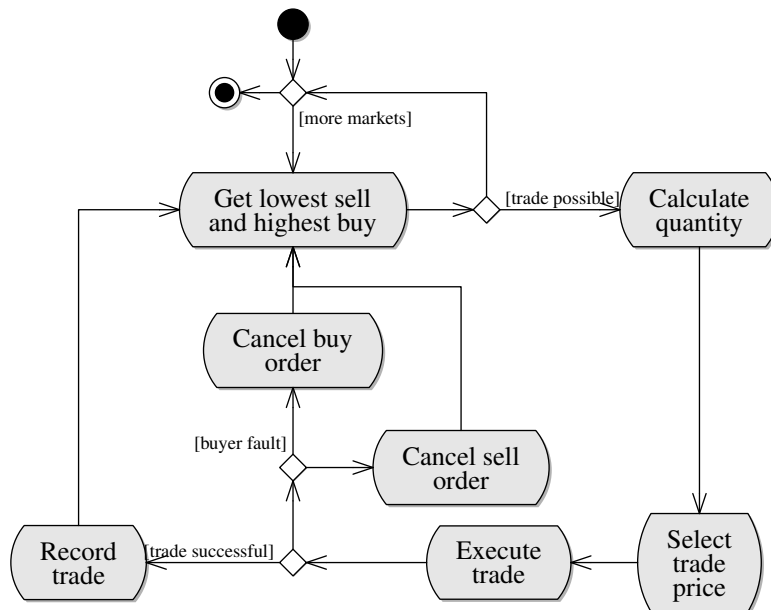 [more markets]
Get lowest sell
and highest buy
[trade possible]
Calculate
quantity
Cancel buy
order
[buyer fault]
Cancel sell
order
Record
trade
[trade successful]
Execute
trade
Select
trade
price